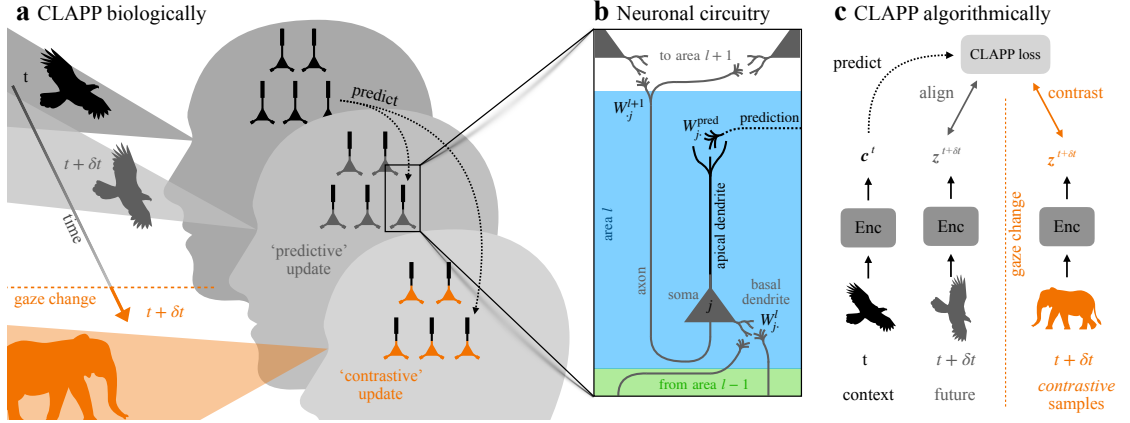 a CLAPP biologically
t
predict
t + δt
time
'predictive'
update
gaze change
t + δt
'contrastive'
update
b Neuronal circuitry
to area l + 1
W^{l+1}_{·j}
W^{pred}_{j·}
prediction
area l
axon
apical dendrite
soma
j
basal
dendrite
W^l_{j·}
from area l − 1
c CLAPP algorithmically
CLAPP loss
predict
align
contrast
c^t
z^{t+δt}
z^{t+δt}
Enc
Enc
Enc
gaze change
t
t + δt
t + δt
context
future
contrastive
samples